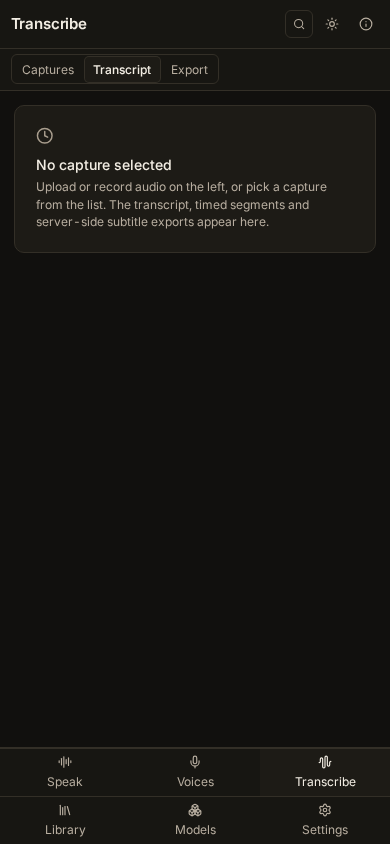 Transcribe
Captures
Transcript
Export
No capture selected
Upload or record audio on the left, or pick a capture
from the list. The transcript, timed segments and
server-side subtitle exports appear here.
Speak
Voices
Transcribe
Library
Models
Settings